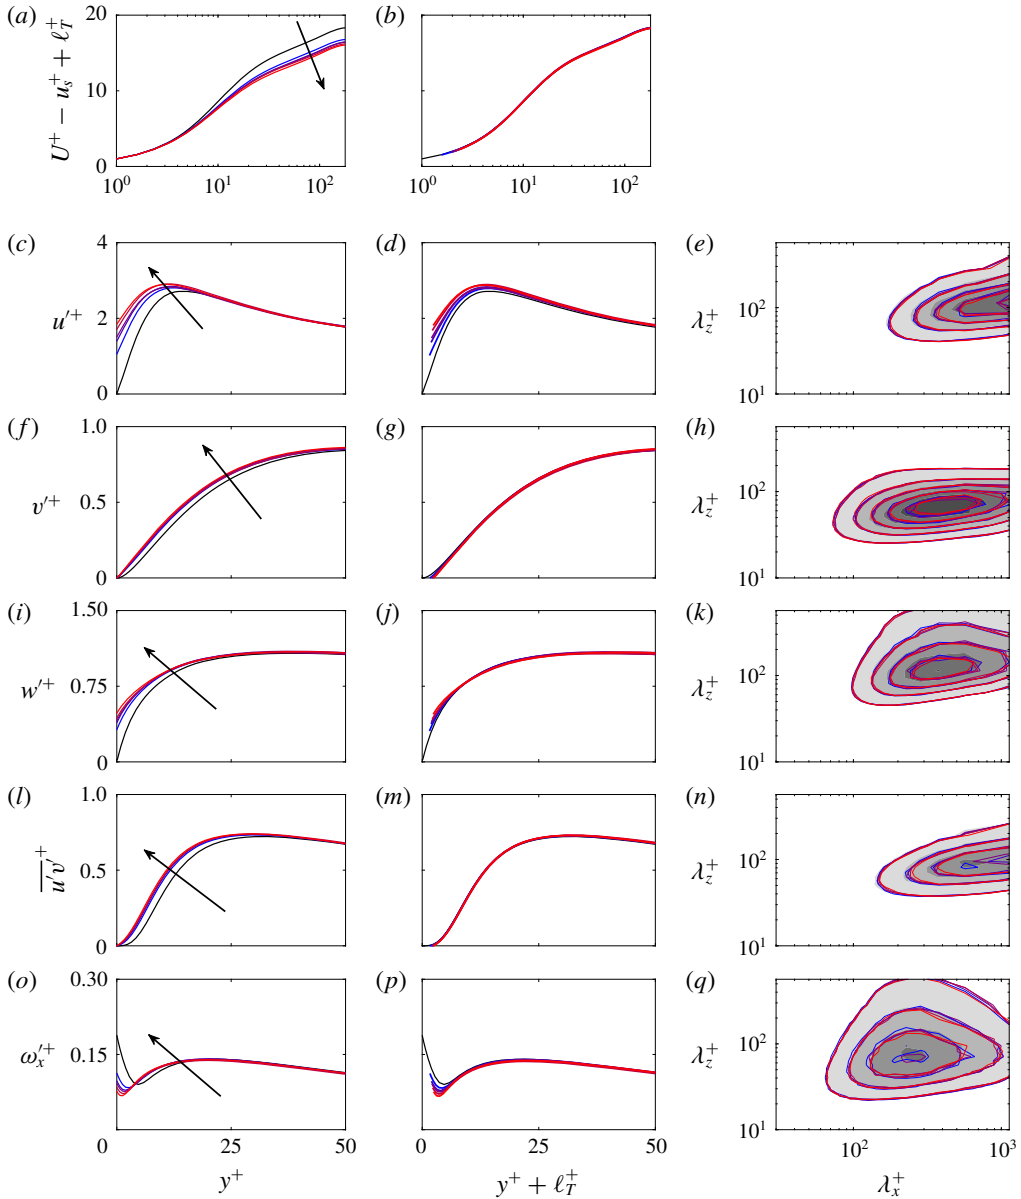 (a) (b)
U⁺ − u_s⁺ + ℓ_T⁺
20
10
0
10⁰ 10¹ 10² 10⁰ 10¹ 10²
(c) (d) (e)
u′⁺
4
2
0
λ_z⁺
10²
10¹
(f) (g) (h)
v′⁺
1.0
0.5
0
λ_z⁺
10²
10¹
(i) (j) (k)
w′⁺
1.50
0.75
0
λ_z⁺
10²
10¹
(l) (m) (n)
u′v′⁺
1.0
0.5
0
λ_z⁺
10²
10¹
(o) (p) (q)
ω_x′⁺
0.30
0.15
0 25 50 0 25 50
λ_z⁺
10²
10¹
10² 10³
y⁺ y⁺ + ℓ_T⁺ λ_x⁺